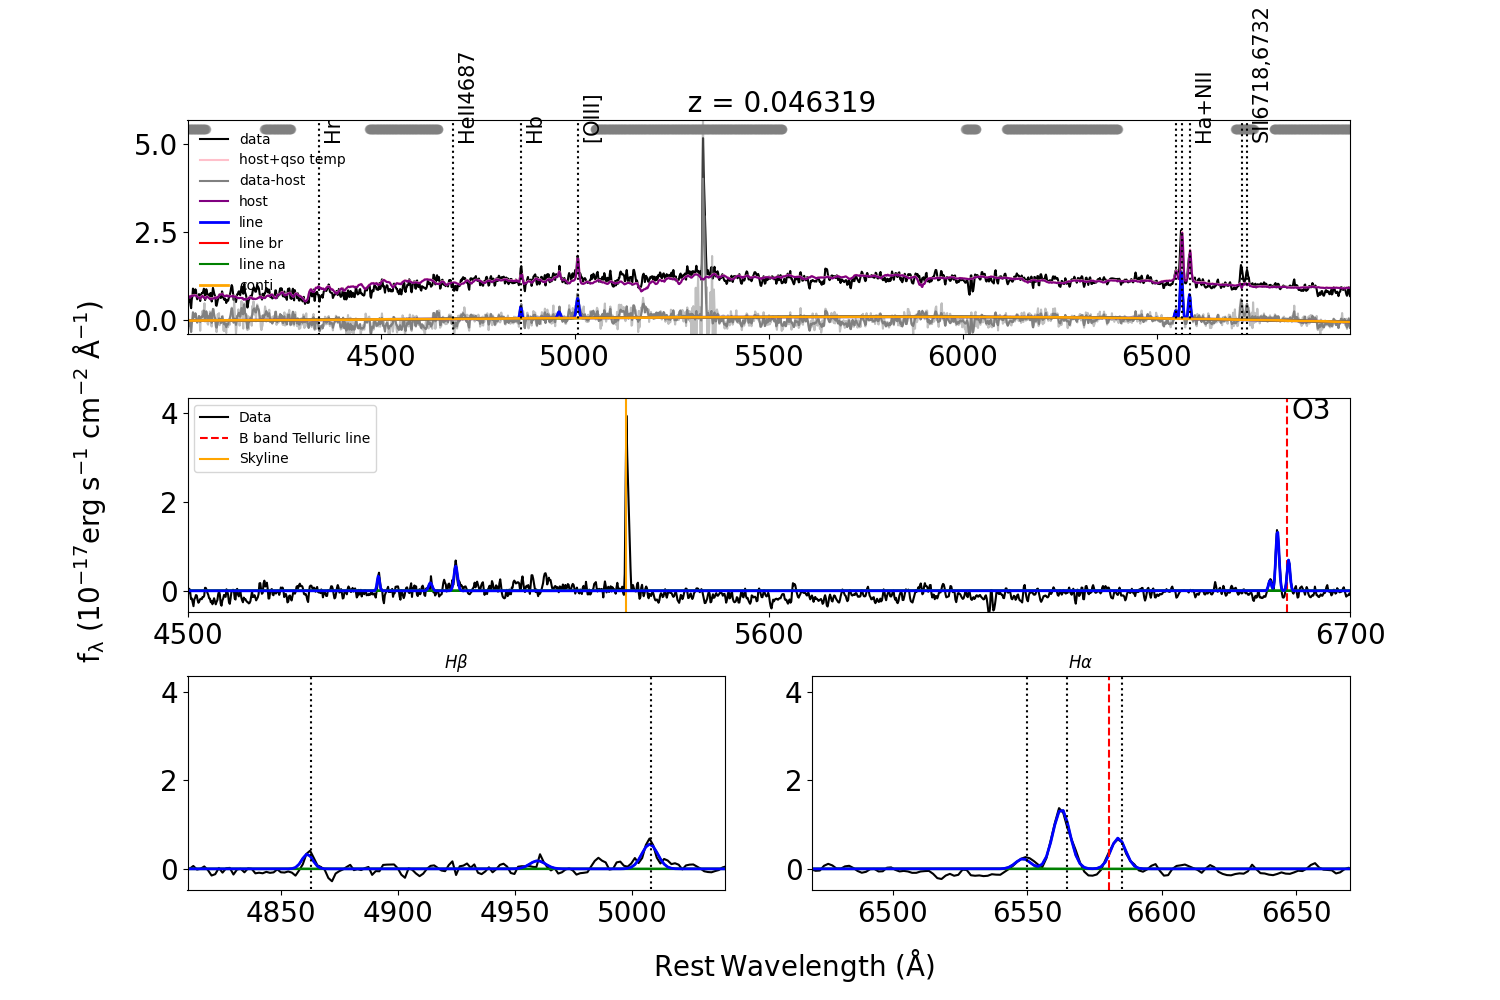 z = 0.046319
Hr
HeII4687
Hb
[OIII]
Ha+NII
SII6718,6732
data
host+qso temp
data-host
host
line
line br
line na
conti
5.0
2.5
0.0
4500
5000
5500
6000
6500
fλ (10−17erg s−1 cm−2 Å−1)
Data
B band Telluric line
Skyline
O3
4
2
0
4500
5600
6700
Hβ
4
2
0
4850
4900
4950
5000
Hα
4
2
0
6500
6550
6600
6650
Rest Wavelength (Å)